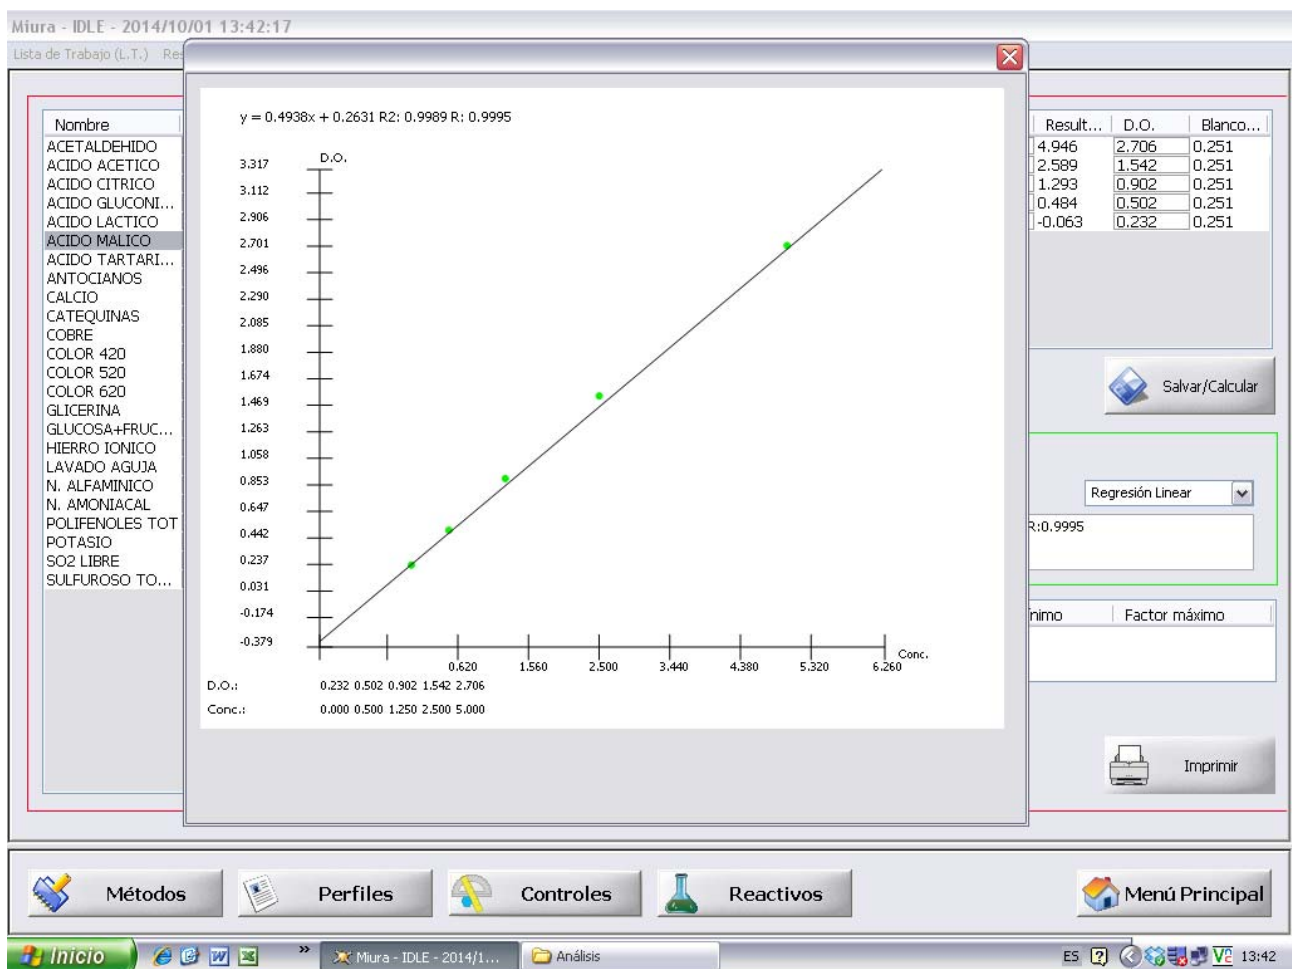 Miura - IDLE - 2014/10/01 13:42:17
Lista de Trabajo (L.T.)
y = 0.4938x + 0.2631 R2: 0.9989 R: 0.9995
D.O.
3.317
3.112
2.906
2.701
2.496
2.290
2.085
1.880
1.674
1.469
1.263
1.058
0.853
0.647
0.442
0.237
0.031
-0.174
-0.379
0.620 1.560 2.500 3.440 4.380 5.320 6.260
Conc.
D.O.: 0.232 0.502 0.902 1.542 2.706
Conc.: 0.000 0.500 1.250 2.500 5.000
Nombre
ACETALDEHIDO
ACIDO ACETICO
ACIDO CITRICO
ACIDO GLUCONI...
ACIDO LACTICO
ACIDO MALICO
ACIDO TARTARI...
ANTOCIANOS
CALCIO
CATEQUINAS
COBRE
COLOR 420
COLOR 520
COLOR 620
GLICERINA
GLUCOSA+FRUC...
HIERRO IONICO
LAVADO AGUJA
N. ALFAMINICO
N. AMONIACAL
POLIFENOLES TOT
POTASIO
SO2 LIBRE
SULFUROSO TO...
Result... D.O. Blanco...
4.946 2.706 0.251
2.589 1.542 0.251
1.293 0.902 0.251
0.484 0.502 0.251
-0.063 0.232 0.251
Salvar/Calcular
Regresión Linear
R:0.9995
Factor máximo
Imprimir
Métodos Perfiles Controles Reactivos Menú Principal
Inicio » Miura - IDLE - 2014/1... Análisis ES 13:42